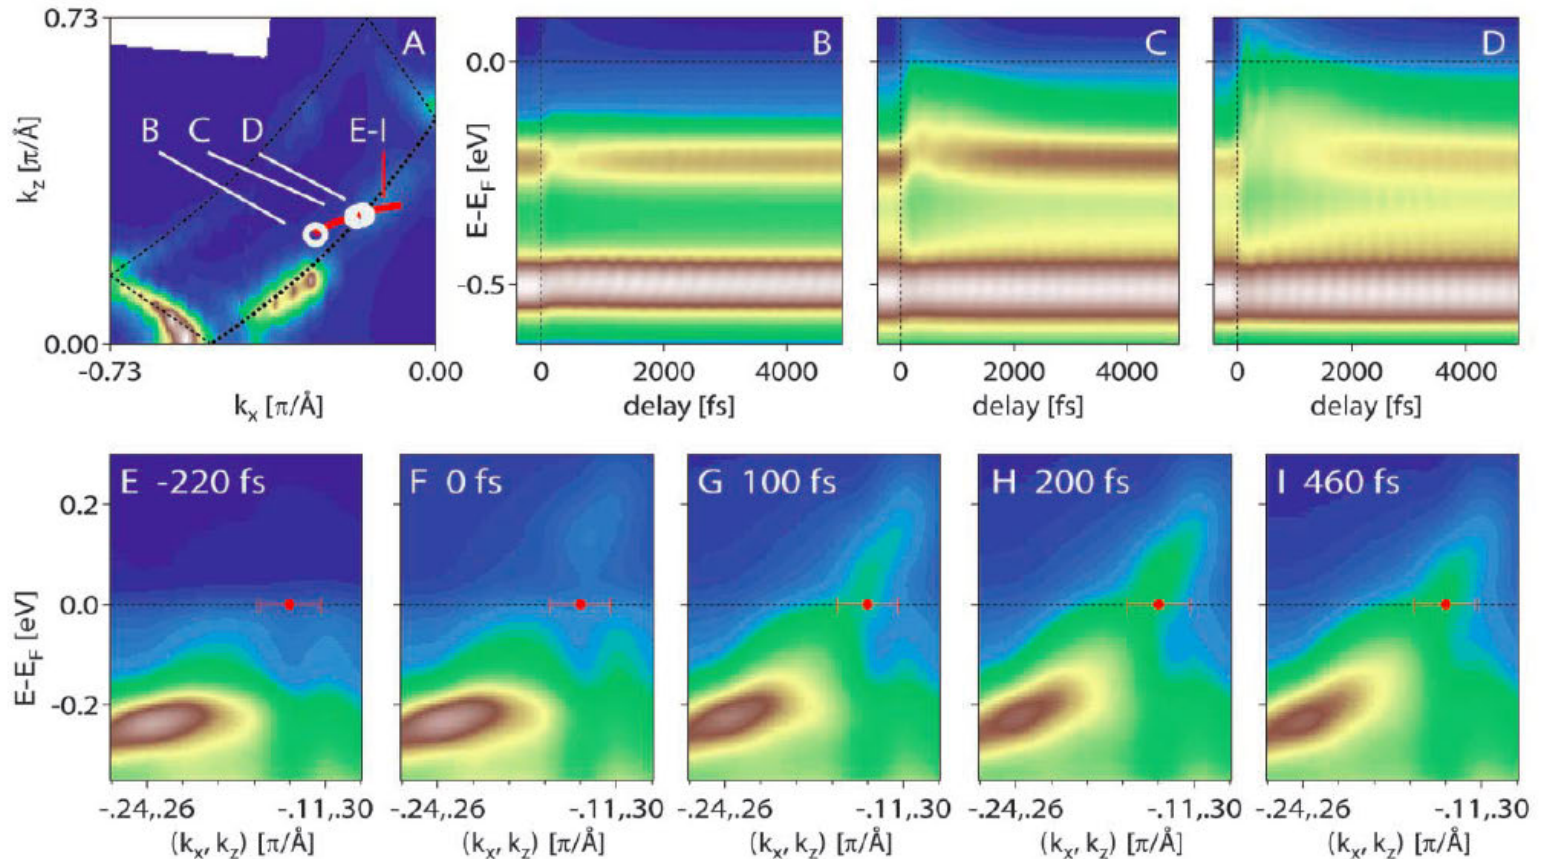 0.73
A
B
C
D
E-I
k_z [π/Å]
0.00
-0.73
0.00
k_x [π/Å]
B
C
D
0.0
E-E_F [eV]
-0.5
0
2000
4000
0
2000
4000
0
2000
4000
delay [fs]
delay [fs]
delay [fs]
E -220 fs
F 0 fs
G 100 fs
H 200 fs
I 460 fs
0.2
0.0
-0.2
E-E_F [eV]
-.24,.26
-.11,.30
-.24,.26
-.11,.30
-.24,.26
-.11,.30
-.24,.26
-.11,.30
-.24,.26
-.11,.30
(k_x, k_z) [π/Å]
(k_x, k_z) [π/Å]
(k_x, k_z) [π/Å]
(k_x, k_z) [π/Å]
(k_x, k_z) [π/Å]